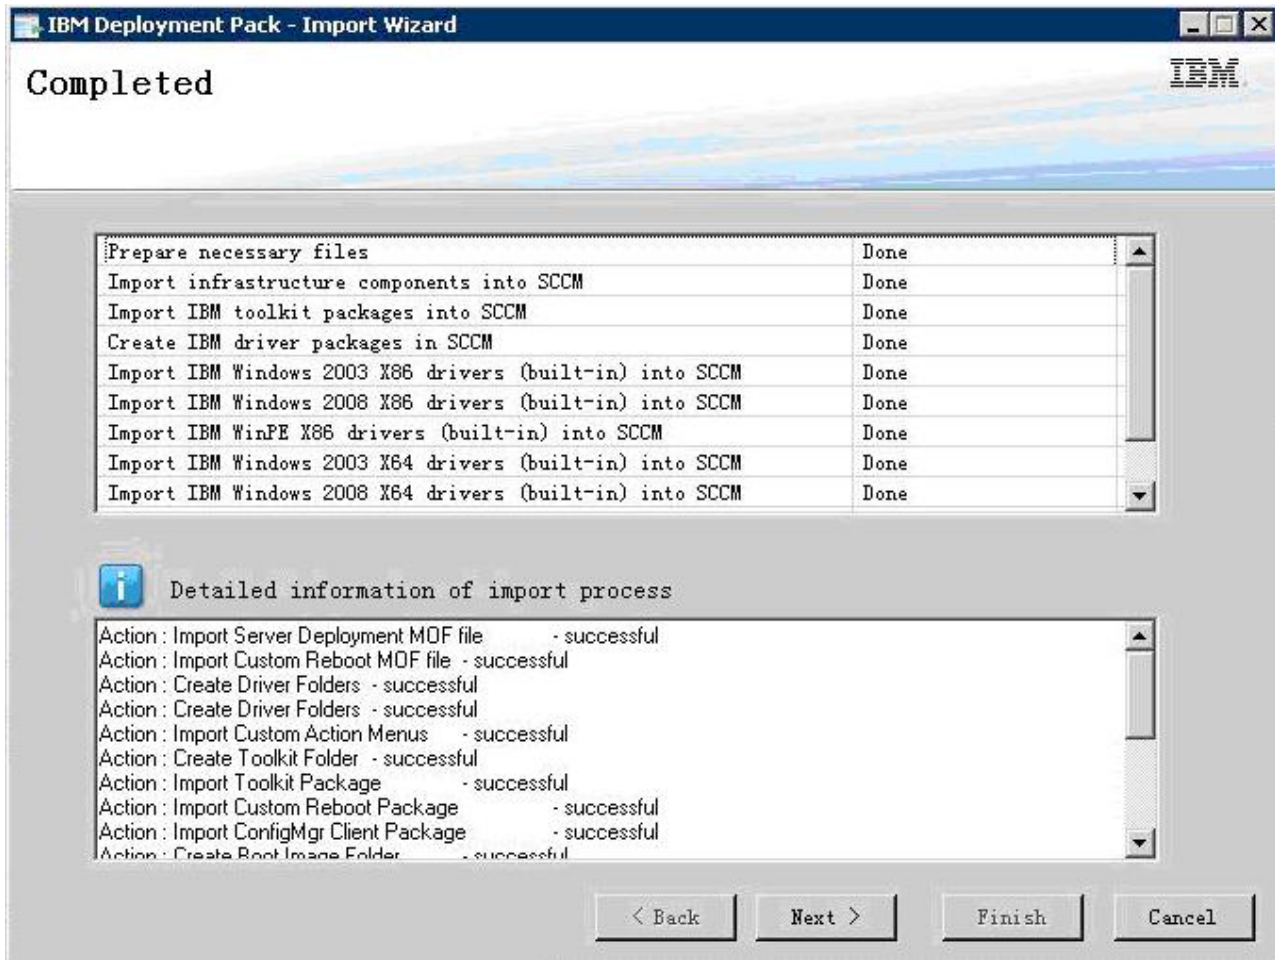 IBM Deployment Pack - Import Wizard
Completed
IBM
Prepare necessary files Done
Import infrastructure components into SCCM Done
Import IBM toolkit packages into SCCM Done
Create IBM driver packages in SCCM Done
Import IBM Windows 2003 X86 drivers (built-in) into SCCM Done
Import IBM Windows 2008 X86 drivers (built-in) into SCCM Done
Import IBM WinPE X86 drivers (built-in) into SCCM Done
Import IBM Windows 2003 X64 drivers (built-in) into SCCM Done
Import IBM Windows 2008 X64 drivers (built-in) into SCCM Done
Detailed information of import process
Action : Import Server Deployment MOF file - successful
Action : Import Custom Reboot MOF file - successful
Action : Create Driver Folders - successful
Action : Create Driver Folders - successful
Action : Import Custom Action Menus - successful
Action : Create Toolkit Folder - successful
Action : Import Toolkit Package - successful
Action : Import Custom Reboot Package - successful
Action : Import ConfigMgr Client Package - successful
Action : Create Boot Image Folder - successful
< Back Next > Finish Cancel